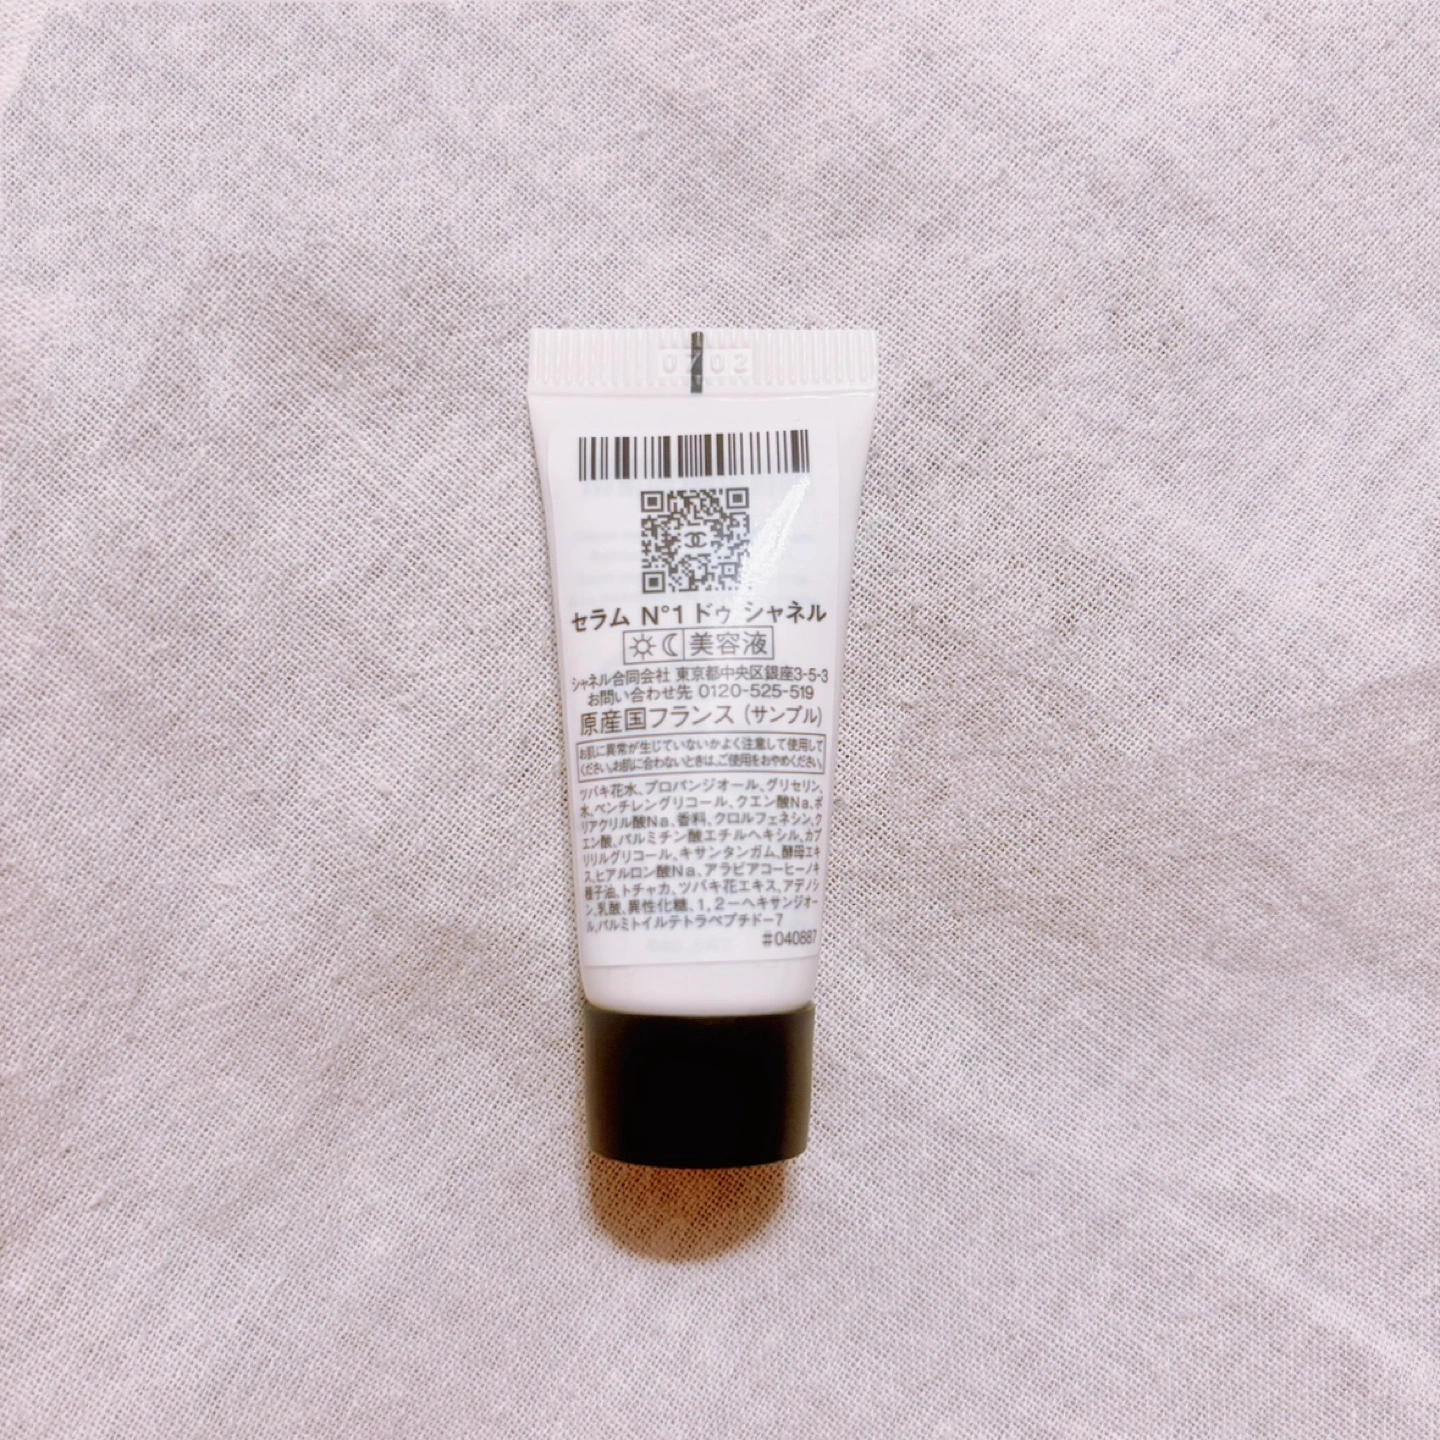 0702
セラム N°1 ドゥ シャネル
美容液
シャネル合同会社 東京都中央区銀座3-5-3
お問い合わせ先 0120-525-519
原産国フランス (サンプル)
お肌に異常が生じていないかよく注意して使用して
ください。お肌に合わないときは、ご使用をおやめください。
ツバキ花水、プロパンジオール、グリセリン、
水、ペンチレングリコール、クエン酸Na、ポ
リアクリル酸Na、香料、クロルフェネシン、ク
エン酸、パルミチン酸エチルヘキシル、カプ
リリルグリコール、キサンタンガム、酵母エキ
ス、ヒアルロン酸Na、アラビアコーヒーノキ
種子油、トチャカ、ツバキ花エキス、アデノシ
ン、乳酸、異性化糖、1,2-ヘキサンジオー
ル、パルミトイルテトラペプチド-7
#040887